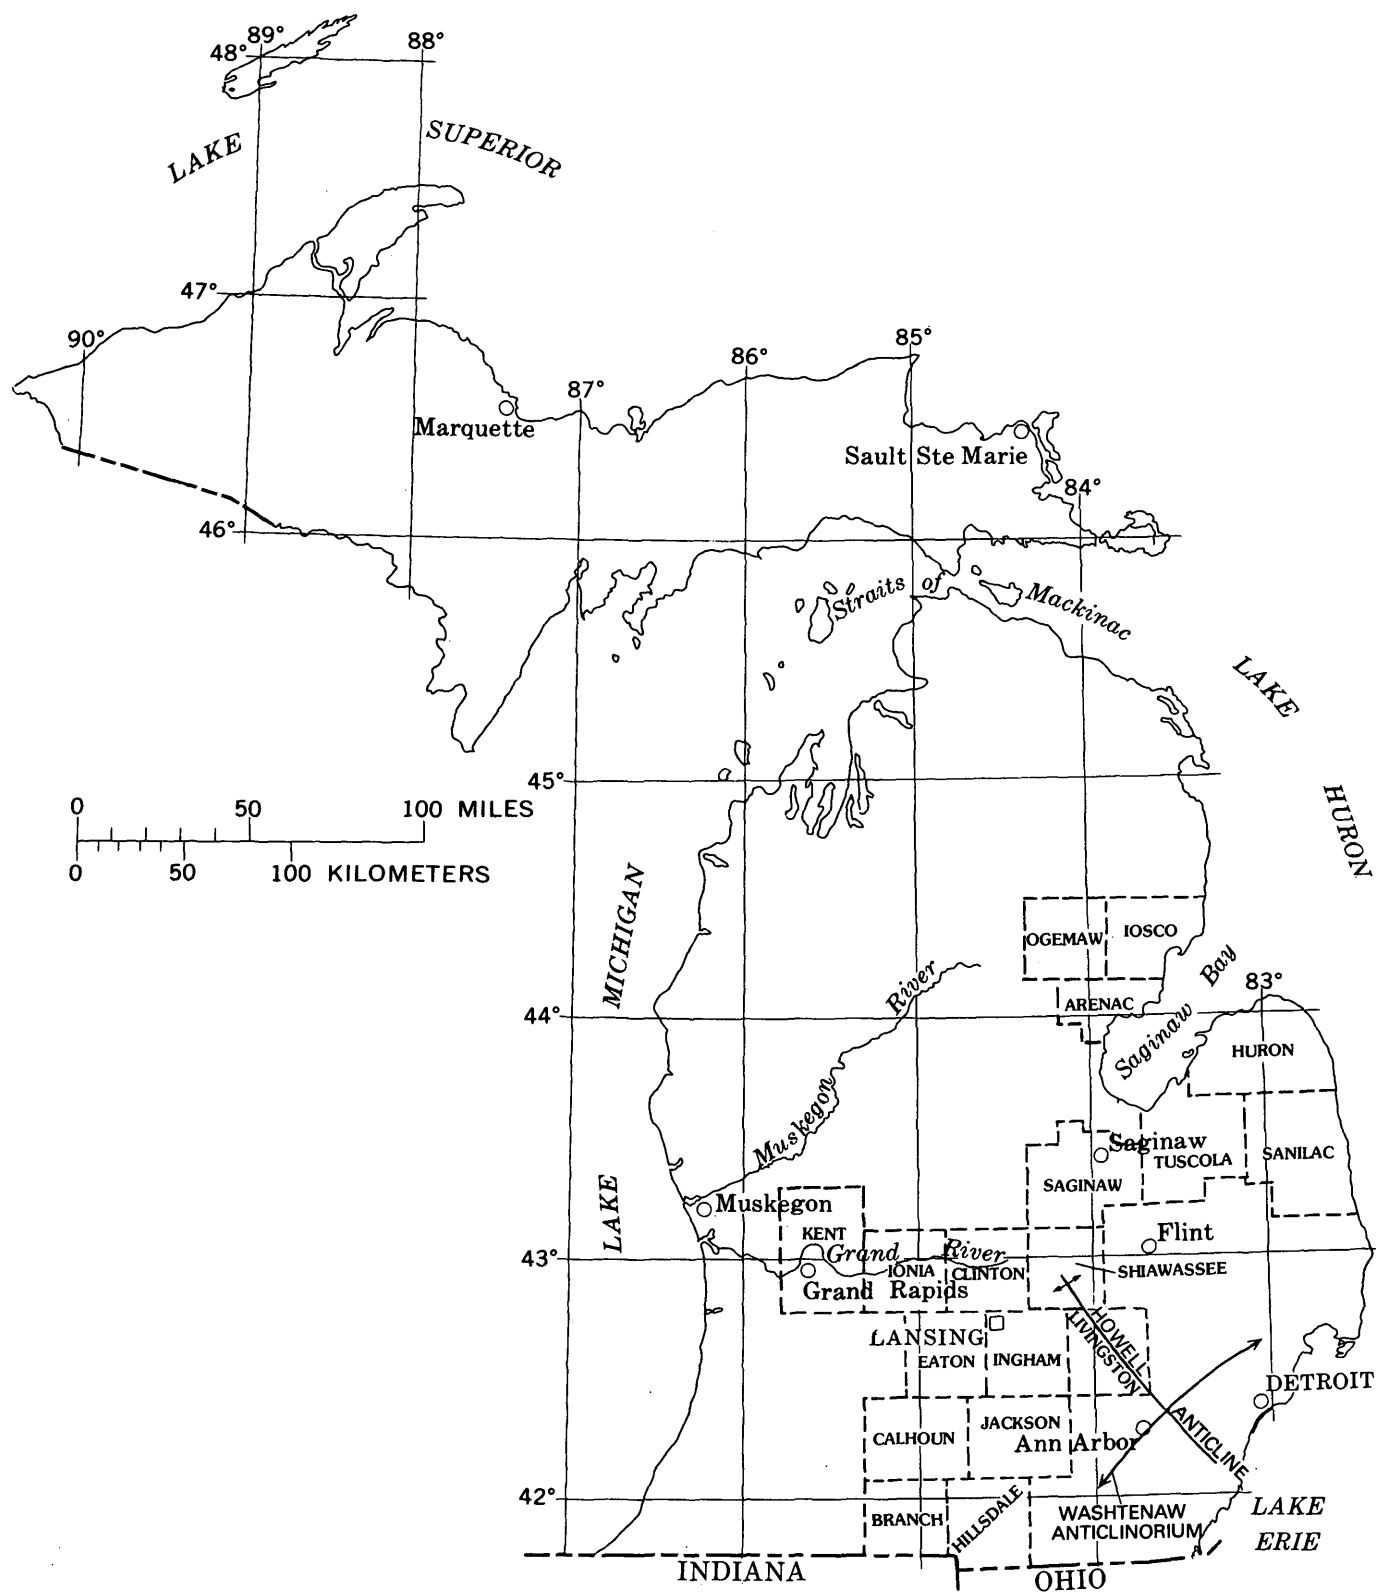 89°
88°
48°
LAKE SUPERIOR
47°
90°
85°
86°
87°
Marquette
Sault Ste Marie
84°
46°
Straits of Mackinac
LAKE HURON
45°
0 50 100 MILES
0 50 100 KILOMETERS
LAKE MICHIGAN
OGEMAW
IOSCO
Saginaw Bay
83°
ARENAC
44°
Muskegon River
HURON
Saginaw
TUSCOLA
SANILAC
SAGINAW
Muskegon
KENT
Flint
Grand River
43°
IONIA
CLINTON
SHIAWASSEE
Grand Rapids
HOWELL ANTICLINE
LIVINGSTON
LANSING
EATON
INGHAM
DETROIT
JACKSON
CALHOUN
Ann Arbor
42°
BRANCH
HILLSDALE
WASHTENAW
ANTICLINORIUM
LAKE
ERIE
INDIANA
OHIO